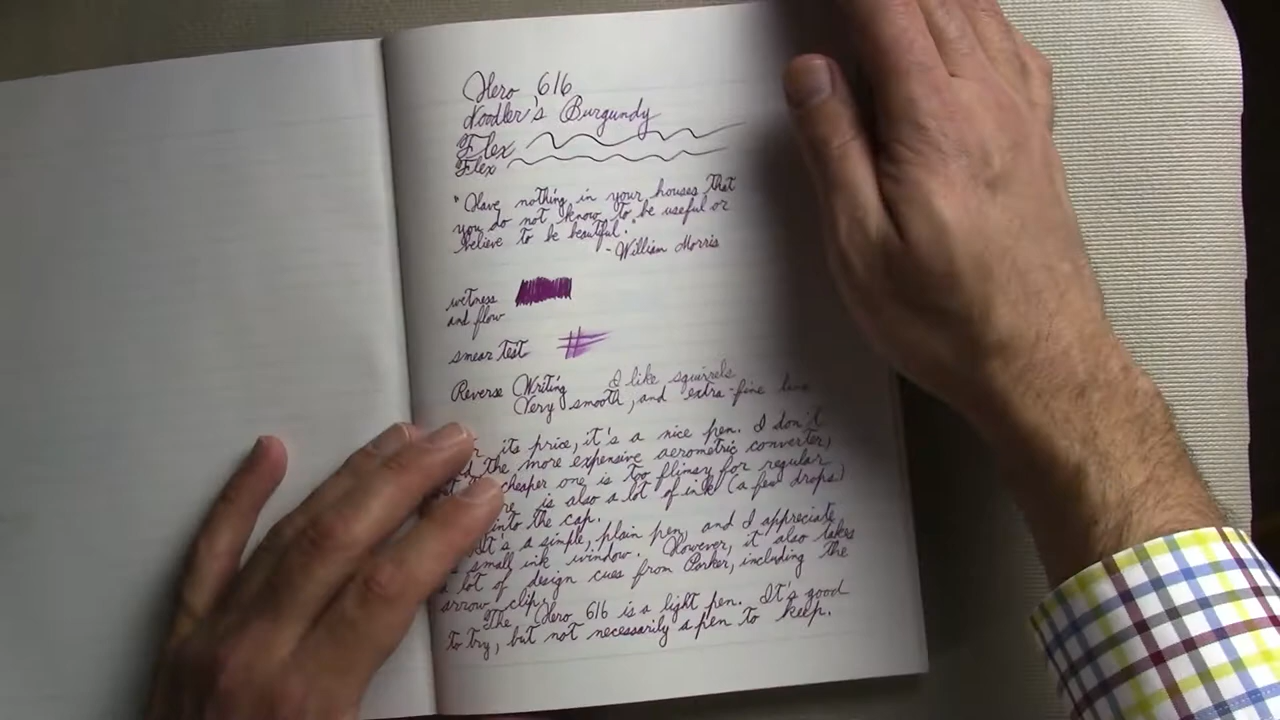 Hero 616
Noodler's Burgundy
Flex
Flex
"Have nothing in your houses that
you do not know to be useful or
believe to be beautiful."
- William Morris
wetness
and flow
smear test
Reverse Writing I like squirrels
Very smooth, and extra-fine line
its price, it's a nice pen. I don't
the more expensive aerometric converter,
cheaper one is too flimsy for regular
is also a lot of ink (a few drops)
into the cap.
It's a simple, plain pen, and I appreciate
small ink window. However, it also takes
a lot of design cues from Parker, including the
arrow clip.
The Hero 616 is a light pen. It's good
to try, but not necessarily a pen to keep.